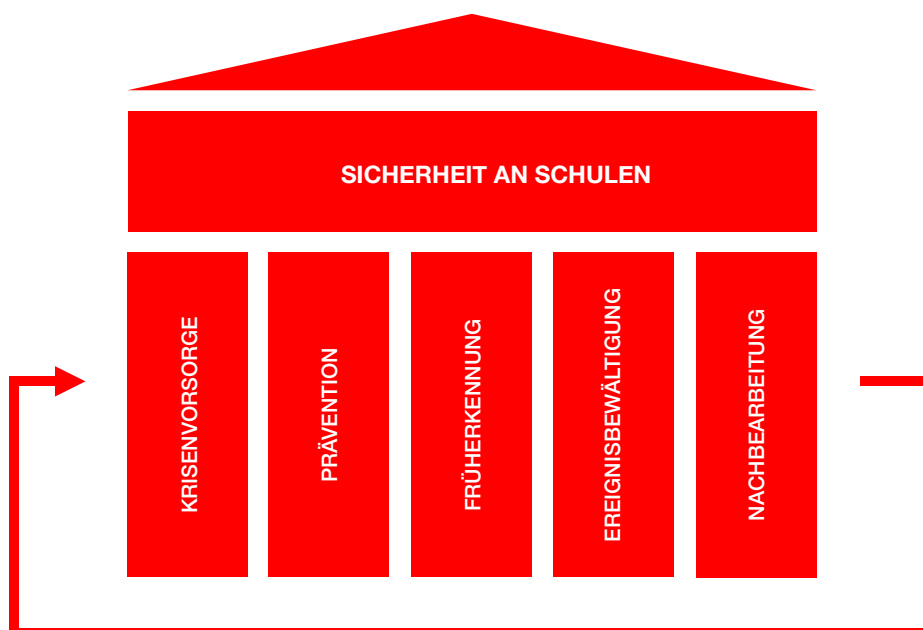 SICHERHEIT AN SCHULEN
KRISENVORSORGE
PRÄVENTION
FRÜHERKENNUNG
EREIGNISBEWÄLTIGUNG
NACHBEARBEITUNG